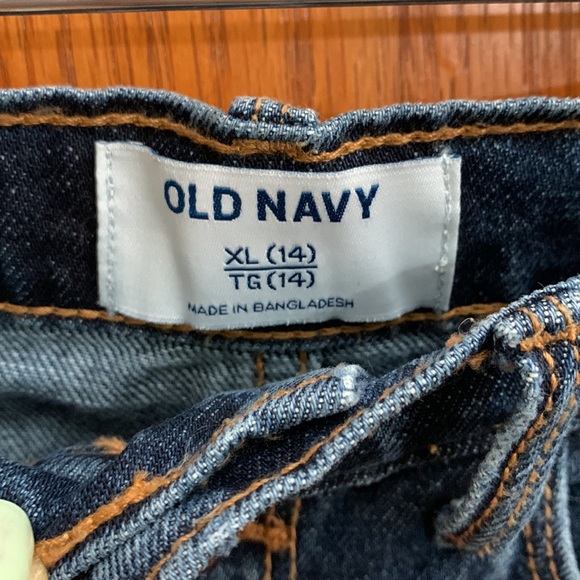 OLD NAVY
XL (14)
TG (14)
MADE IN BANGLADESH